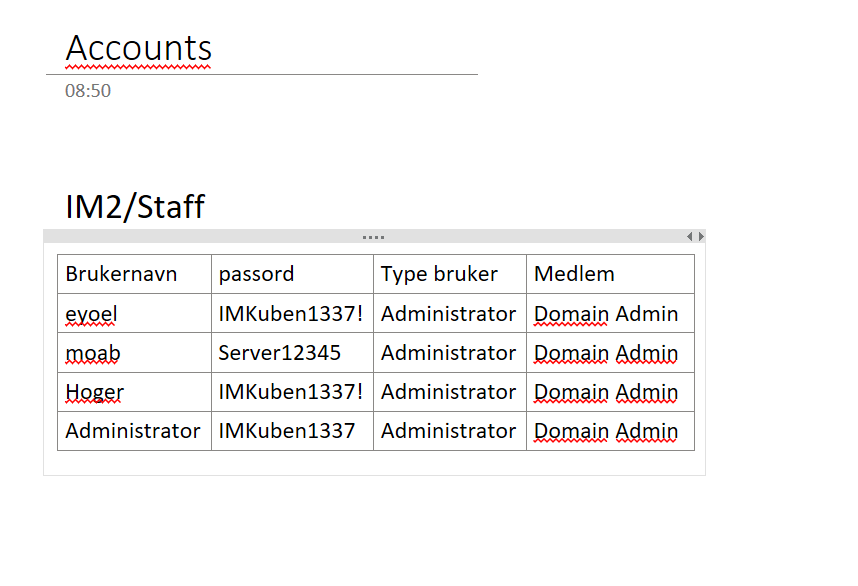 Accounts
08:50
IM2/Staff
Brukernavn passord Type bruker Medlem
eyoel IMKuben1337! Administrator Domain Admin
moab Server12345 Administrator Domain Admin
Hoger IMKuben1337! Administrator Domain Admin
Administrator IMKuben1337 Administrator Domain Admin